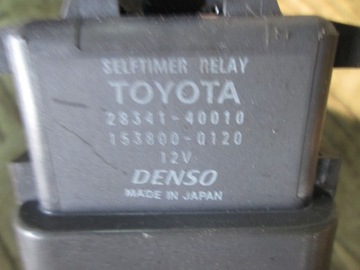 SELFTIMER RELAY
TOYOTA
28341-40010
153800-0120
12V
DENSO
MADE IN JAPAN